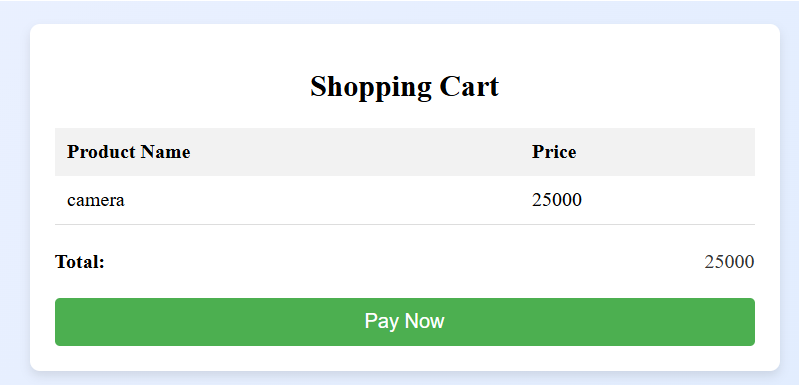 Shopping Cart
Product Name Price
camera 25000
Total: 25000
Pay Now